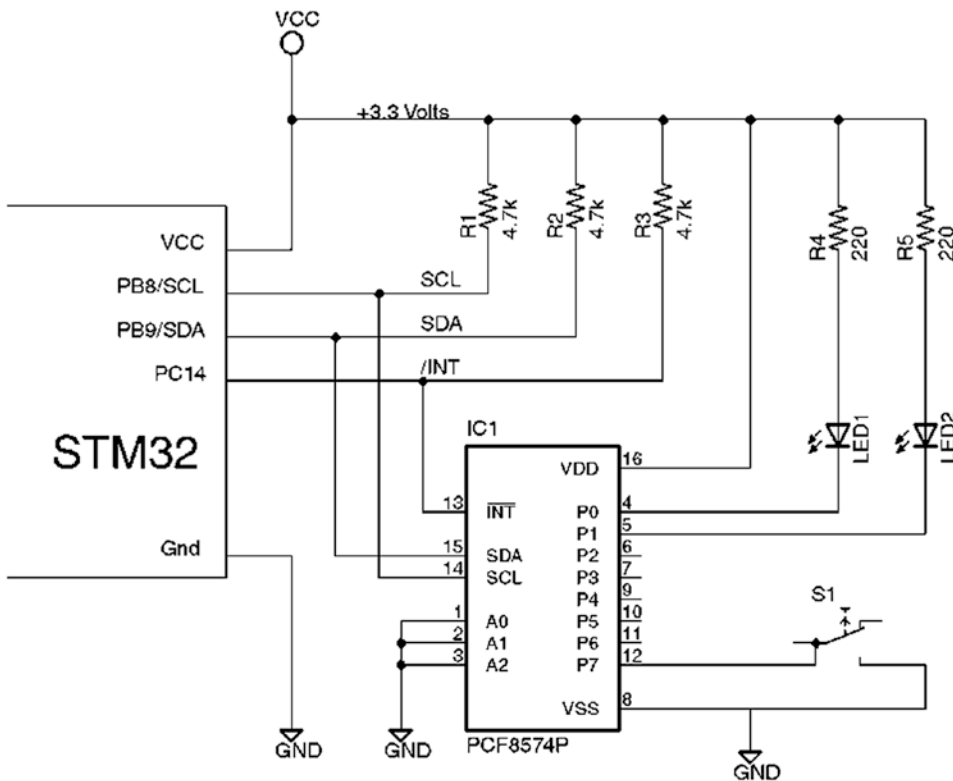 VCC
+3.3 Volts
R1
4.7k
R2
4.7k
R3
4.7k
R4
220
R5
220
VCC
PB8/SCL
SCL
PB9/SDA
SDA
PC14
/INT
STM32
Gnd
GND
IC1
LED1
LED2
VDD
16
13
INT
P0
4
P1
5
15
SDA
P2
6
14
SCL
P3
7
P4
9
1
A0
P5
10
2
A1
P6
11
3
A2
P7
12
S1
VSS
8
PCF8574P
GND
GND